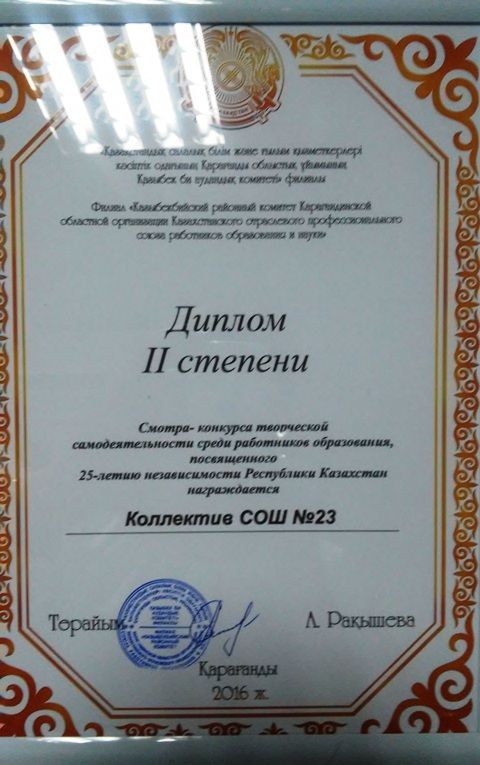 «Қазақстандық салалық білім және ғылым қызметкерлері
кәсіптік одағының Қарағанды облыстық ұйымының
Қазыбек би аудандық комитеті» филиалы
Филиал «Казыбекбийский районный комитет Карагандинской
областной организации Казахстанского отраслевого профессионального
союза работников образования и науки»
Диплом
II степени
Смотра- конкурса творческой
самодеятельности среди работников образования,
посвященного
25-летию независимости Республики Казахстан
награждается
Коллектив СОШ №23
Төрайым Л. Рақышева
Қарағанды
2016 ж.